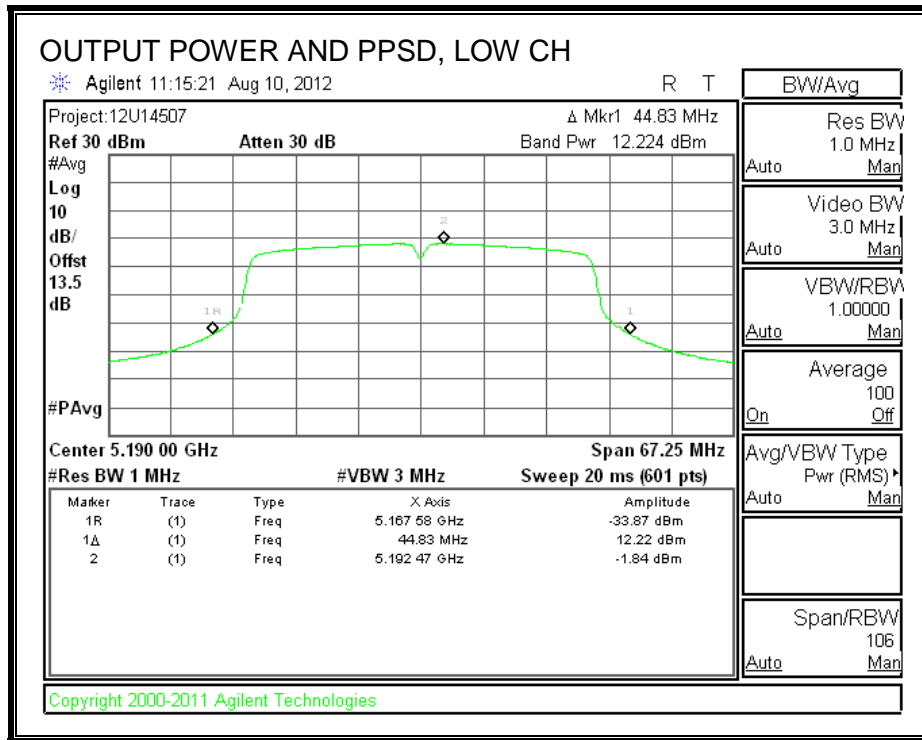 OUTPUT POWER AND PPSD, LOW CH
Agilent 11:15:21 Aug 10, 2012 R T
Project:12U14507 Δ Mkr1 44.83 MHz
Ref 30 dBm Atten 30 dB Band Pwr 12.224 dBm
#Avg
Log
10
dB/
Offst
13.5
dB
#PAvg
2
1R
1
Center 5.190 00 GHz Span 67.25 MHz
#Res BW 1 MHz #VBW 3 MHz Sweep 20 ms (601 pts)
Marker Trace Type X Axis Amplitude
1R (1) Freq 5.167 58 GHz -33.87 dBm
1Δ (1) Freq 44.83 MHz 12.22 dBm
2 (1) Freq 5.192 47 GHz -1.84 dBm
BW/Avg
Res BW
1.0 MHz
Auto Man
Video BW
3.0 MHz
Auto Man
VBW/RBW
1.00000
Auto Man
Average
100
On Off
Avg/VBW Type
Pwr (RMS)
Auto Man
Span/RBW
106
Auto Man
Copyright 2000-2011 Agilent Technologies